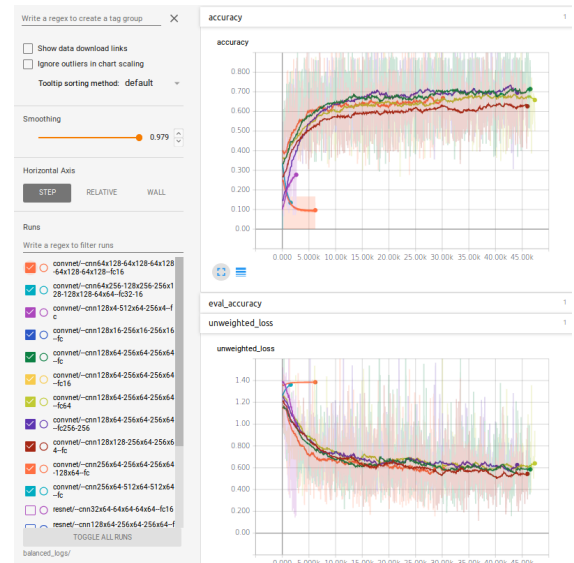 Write a regex to create a tag group
Show data download links
Ignore outliers in chart scaling
Tooltip sorting method: default
Smoothing
0.979
Horizontal Axis
STEP RELATIVE WALL
Runs
Write a regex to filter runs
convnet/--cnn64x128-64x128-64x128
-64x128-64x128--fc16
convnet/--cnn64x256-128x256-256x1
28-128x128-64x64--fc32-16
convnet/--cnn128x4-512x64-256x4--f
c
convnet/--cnn128x16-256x16-256x16
--fc
convnet/--cnn128x64-256x64-256x64
--fc
convnet/--cnn128x64-256x64-256x64
--fc16
convnet/--cnn128x64-256x64-256x64
--fc64
convnet/--cnn128x64-256x64-256x64
--fc256-256
convnet/--cnn128x128-256x64-256x6
4--fc
convnet/--cnn256x64-256x64-256x64
-128x64--fc
convnet/--cnn256x64-512x64-512x64
--fc
resnet/--cnn32x64-64x64-64x64--fc16
resnet/--cnn128x64-256x64-256x64--f
TOGGLE ALL RUNS
balanced_logs/
accuracy 1
accuracy
0.800
0.700
0.600
0.500
0.400
0.300
0.200
0.100
0.00
0.000 5.000k 10.00k 15.00k 20.00k 25.00k 30.00k 35.00k 40.00k 45.00k
eval_accuracy 1
unweighted_loss 1
unweighted_loss
1.40
1.20
1.00
0.800
0.600
0.400
0.200
0.00
0.000 5.000k 10.00k 15.00k 20.00k 25.00k 30.00k 35.00k 40.00k 45.00k